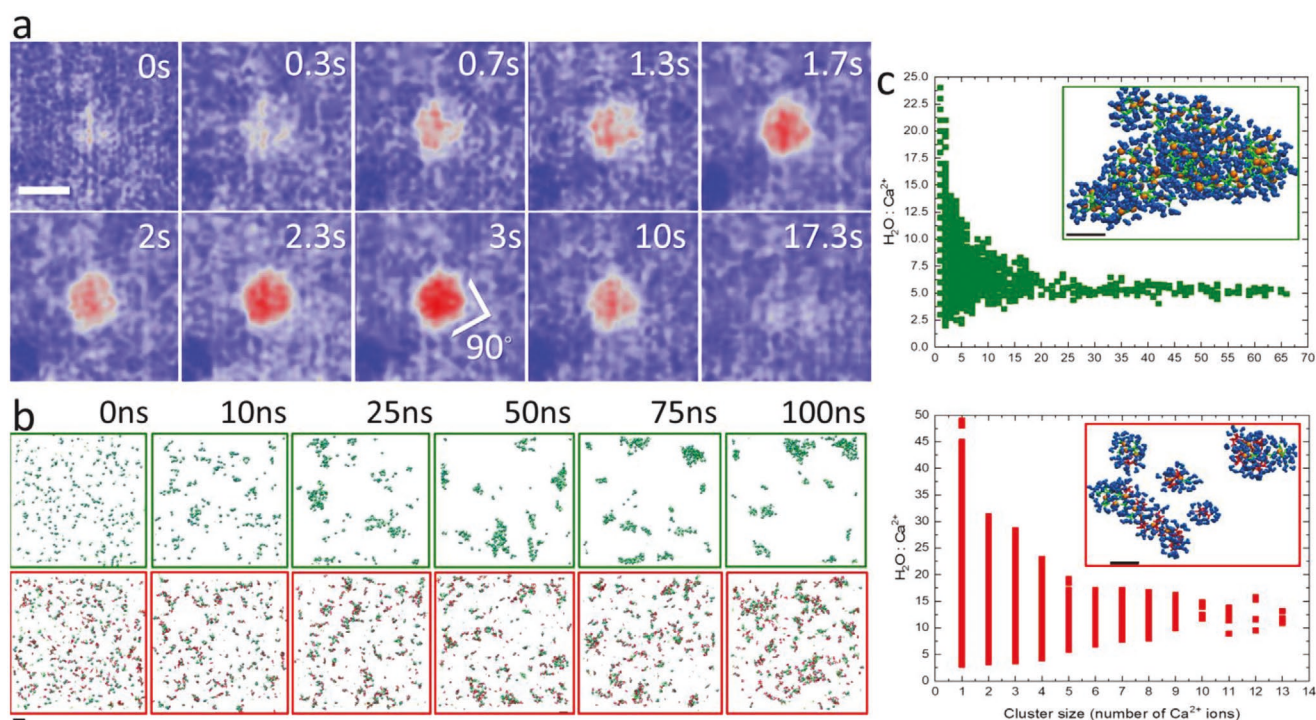 a
0s
0.3s
0.7s
1.3s
1.7s
2s
2.3s
3s
10s
17.3s
90°
b
0ns
10ns
25ns
50ns
75ns
100ns
c
25.0
22.5
20.0
17.5
15.0
12.5
10.0
7.5
5.0
2.5
0.0
H₂O : Ca²⁺
0 5 10 15 20 25 30 35 40 45 50 55 60 65 70
50
45
40
35
30
25
20
15
10
5
0
H₂O : Ca²⁺
0 1 2 3 4 5 6 7 8 9 10 11 12 13 14
Cluster size (number of Ca²⁺ ions)